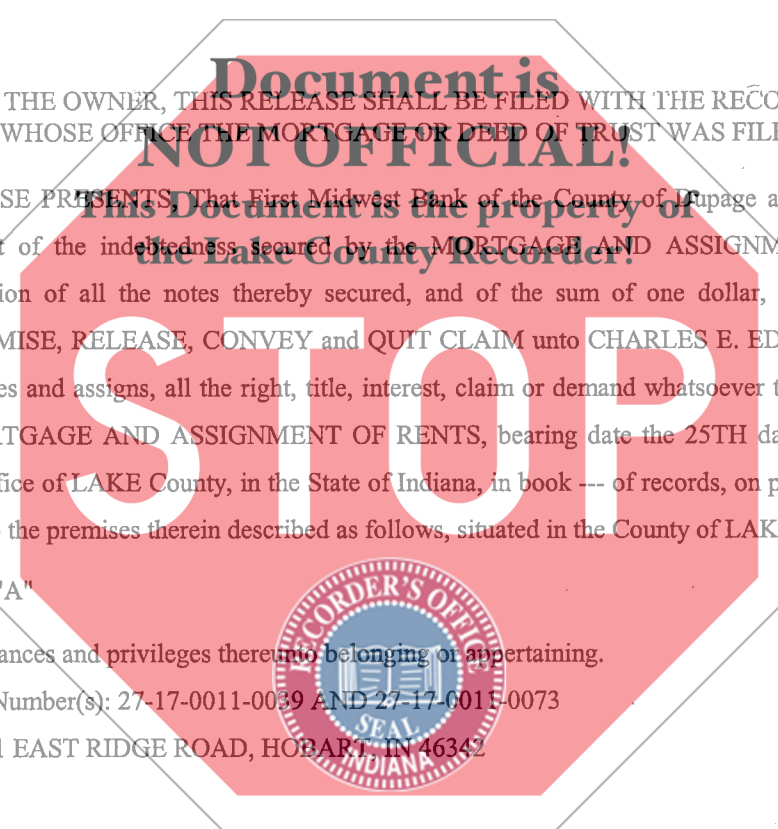 Document is
THE OWNER, THIS RELEASE SHALL BE FILED WITH THE RECO
WHOSE OFFICE THE MORTGAGE OR DEED OF TRUST WAS FILE
NOT OFFICIAL!
SE PRESENTS, That First Midwest Bank of the County of Dupage a
This Document is the property of
of the indebtedness secured by the MORTGAGE AND ASSIGNM
the Lake County Recorder!
ion of all the notes thereby secured, and of the sum of one dollar,
MISE, RELEASE, CONVEY and QUIT CLAIM unto CHARLES E. ED
es and assigns, all the right, title, interest, claim or demand whatsoever t
STOP
RTGAGE AND ASSIGNMENT OF RENTS, bearing date the 25TH da
fice of LAKE County, in the State of Indiana, in book --- of records, on p
the premises therein described as follows, situated in the County of LAK
"A"
ances and privileges thereunto belonging or appertaining.
Number(s): 27-17-0011-0039 AND 27-17-0011-0073
1 EAST RIDGE ROAD, HOBART, IN 46342
RECORDER'S OFFICE
SEAL
INDIANA